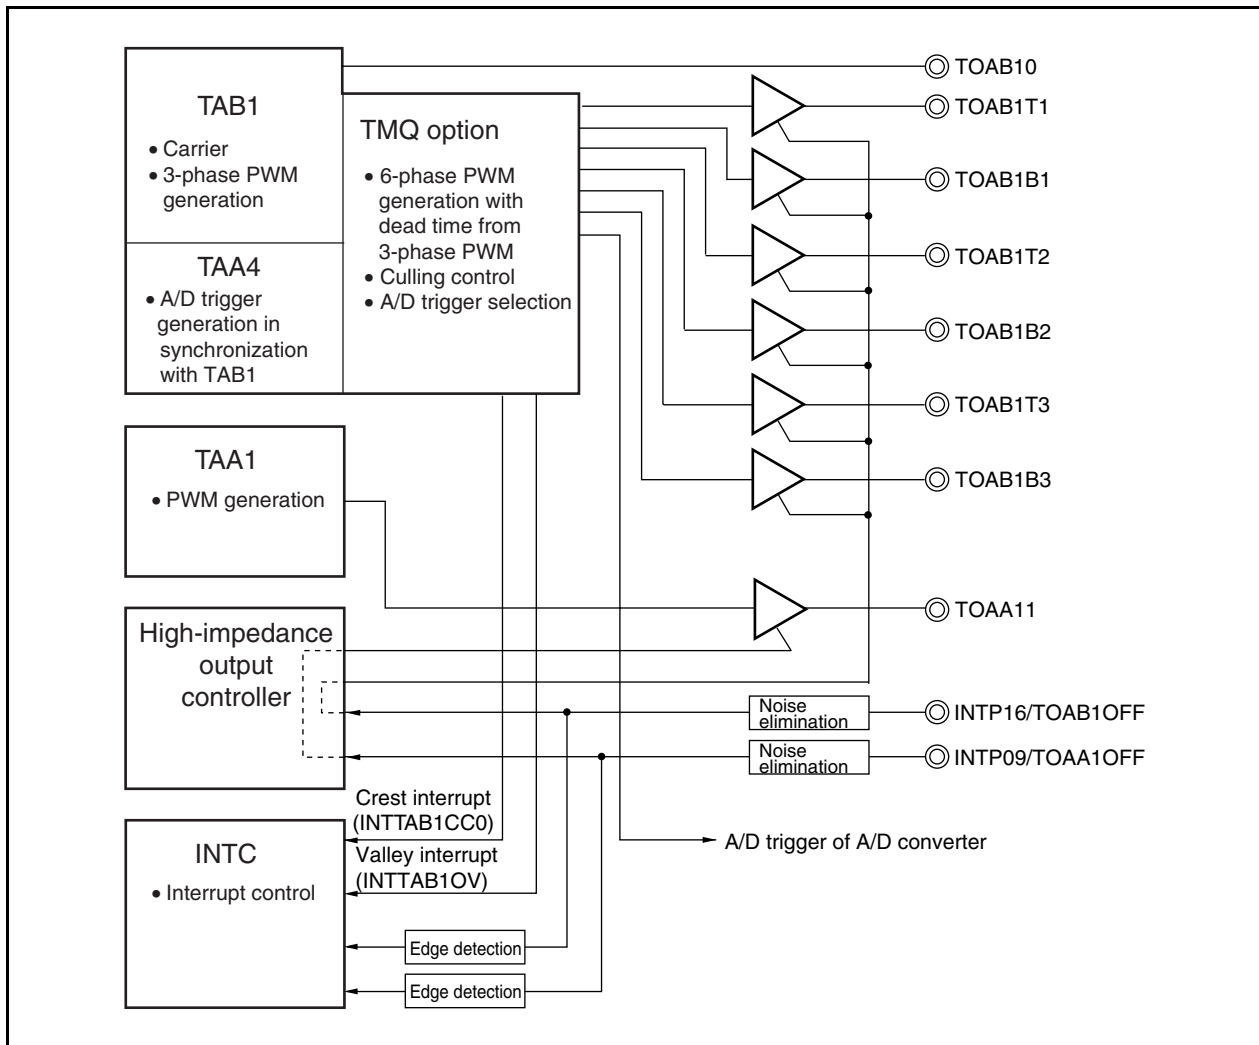 TAB1
• Carrier
• 3-phase PWM
generation
TMQ option
• 6-phase PWM
generation with
dead time from
3-phase PWM
• Culling control
• A/D trigger selection
TAA4
• A/D trigger
generation in
synchronization
with TAB1
TOAB10
TOAB1T1
TOAB1B1
TOAB1T2
TOAB1B2
TOAB1T3
TOAB1B3
TAA1
• PWM generation
TOAA11
High-impedance
output
controller
Noise
elimination
INTP16/TOAB1OFF
Noise
elimination
INTP09/TOAA1OFF
Crest interrupt
(INTTAB1CC0)
Valley interrupt
(INTTAB1OV)
A/D trigger of A/D converter
INTC
• Interrupt control
Edge detection
Edge detection